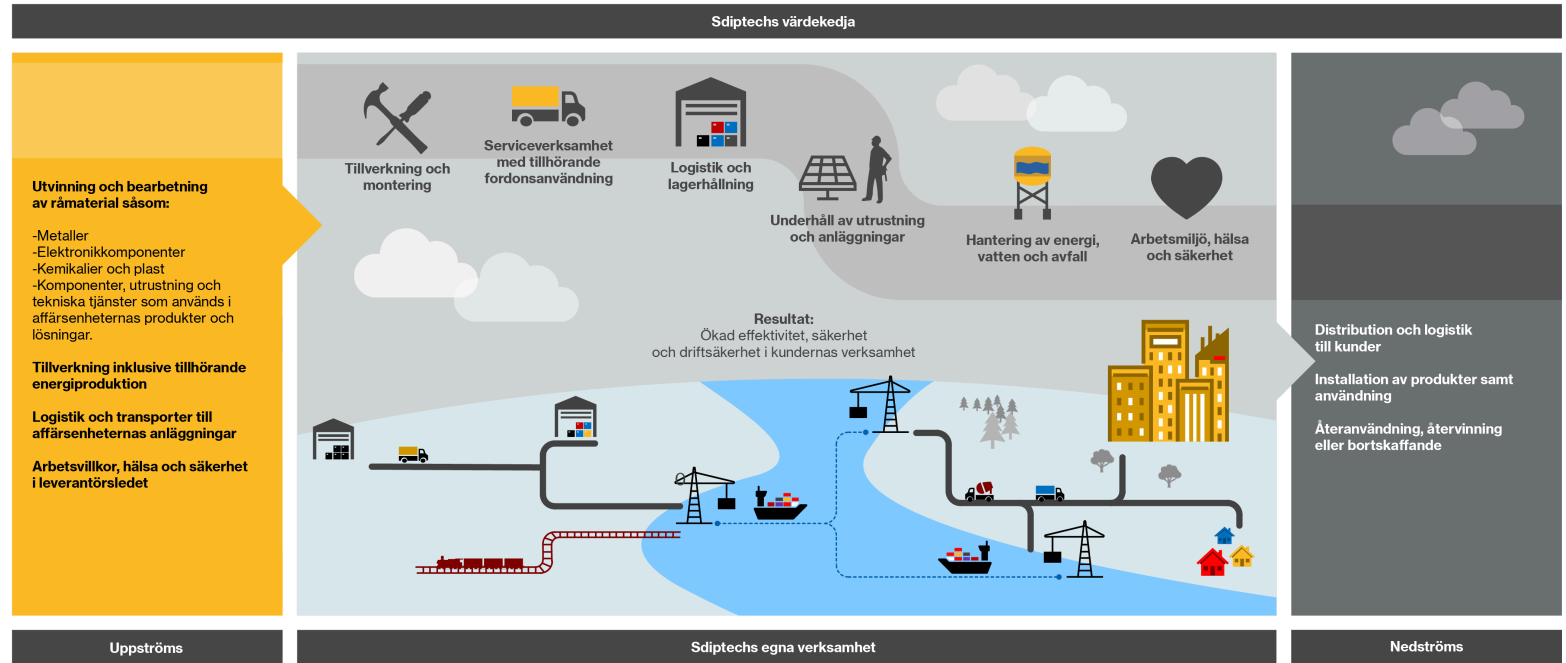 Sdiptechs värdekedja
Utvinning och bearbetning
av råmaterial såsom:
-Metaller
-Elektronikkomponenter
-Kemikalier och plast
-Komponenter, utrustning och
tekniska tjänster som används i
affärsenheternas produkter och
lösningar.
Tillverkning inklusive tillhörande
energiproduktion
Logistik och transporter till
affärsenheternas anläggningar
Arbetsvillkor, hälsa och säkerhet
i leverantörsledet
Uppströms
Tillverkning och
montering
Serviceverksamhet
med tillhörande
fordonsanvändning
Logistik och
lagerhållning
Underhåll av utrustning
och anläggningar
Hantering av energi,
vatten och avfall
Arbetsmiljö, hälsa
och säkerhet
Resultat:
Ökad effektivitet, säkerhet
och driftsäkerhet i kundernas verksamhet
Sdiptechs egna verksamhet
Distribution och logistik
till kunder
Installation av produkter samt
användning
Återanvändning, återvinning
eller bortskaffande
Nedströms